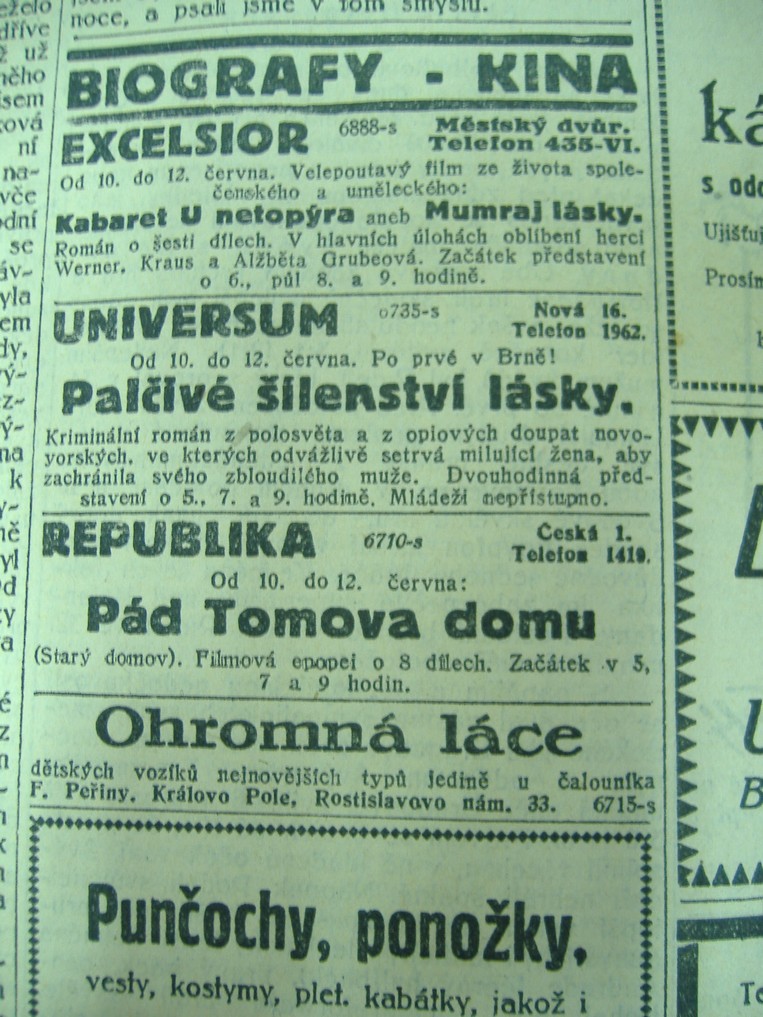 noce, a psali jsme v tom smyslu.
BIOGRAFY - KINA
EXCELSIOR 6888-s Městský dvůr.
Telefon 435-VI.
Od 10. do 12. června. Velepoutavý film ze života spole-
čenského a uměleckého:
Kabaret U netopýra aneb Mumraj lásky.
Román o šesti dílech. V hlavních úlohách oblíbení herci
Werner, Kraus a Alžběta Grubeová. Začátek představení
o 6., půl 8. a 9. hodině.
UNIVERSUM 6735-s Nová 16.
Telefon 1962.
Od 10. do 12. června. Po prvé v Brně!
Palčivé šílenství lásky.
Kriminální román z polosvěta a z opiových doupat novo-
yorských, ve kterých odvážlivě setrvá milující žena, aby
zachránila svého zbloudilého muže. Dvouhodinná před-
stavení o 5., 7. a 9. hodině. Mládeži nepřístupno.
REPUBLIKA 6710-s Česká 1.
Telefon 1419.
Od 10. do 12. června:
Pád Tomova domu
(Starý domov). Filmová epopei o 8 dílech. Začátek v 5,
7 a 9 hodin.
Ohromná láce
dětských vozíků nejnovějších typů jedině u čalouníka
F. Peřiny, Královo Pole, Rostislavovo nám. 33. 6715-s
Punčochy, ponožky,
vesty, kostymy, plet. kabátky, jakož i